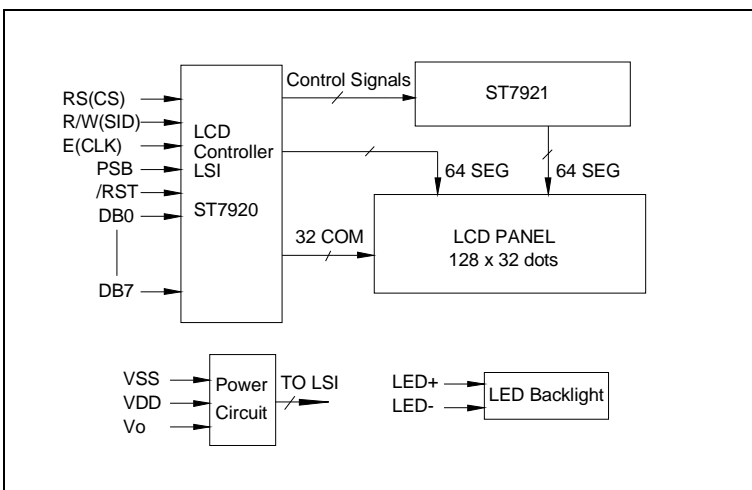 RS(CS)
R/W(SID)
E(CLK)
PSB
/RST
DB0
DB7
LCD
Controller
LSI
ST7920
Control Signals
ST7921
64 SEG
64 SEG
32 COM
LCD PANEL
128 x 32 dots
VSS
VDD
Vo
Power
Circuit
TO LSI
LED+
LED-
LED Backlight